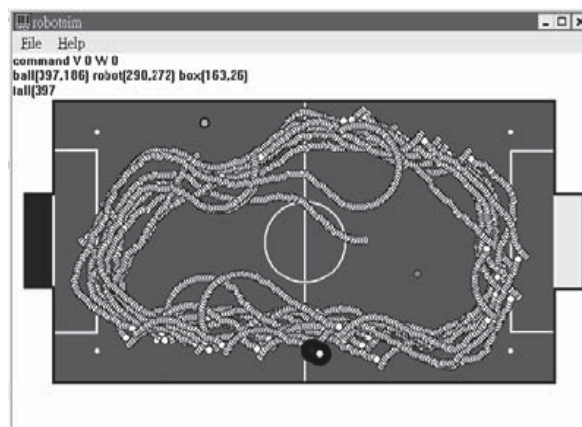 robotsim
File Help
command V 0 W 0
ball(397,186) robot(290,272) box(163,26)
lall(397